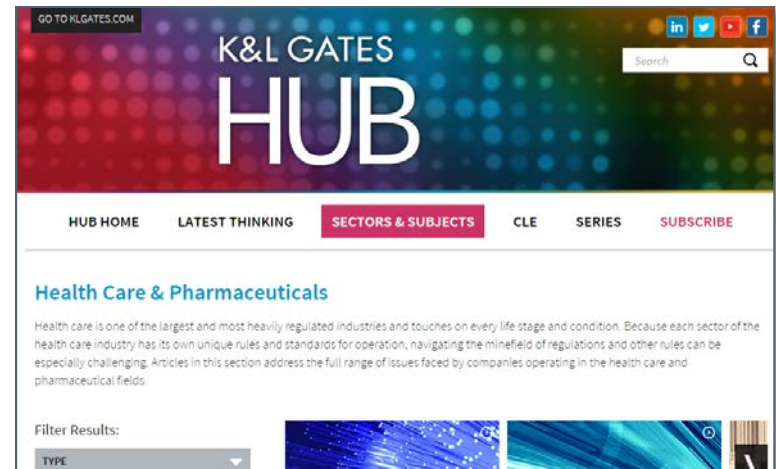 GO TO KLGATES.COM
K&L GATES
HUB
Search
HUB HOME LATEST THINKING SECTORS & SUBJECTS CLE SERIES SUBSCRIBE
Health Care & Pharmaceuticals
Health care is one of the largest and most heavily regulated industries and touches on every life stage and condition. Because each sector of the
health care industry has its own unique rules and standards for operation, navigating the minefield of regulations and other rules can be
especially challenging. Articles in this section address the full range of issues faced by companies operating in the health care and
pharmaceutical fields.
Filter Results:
TYPE